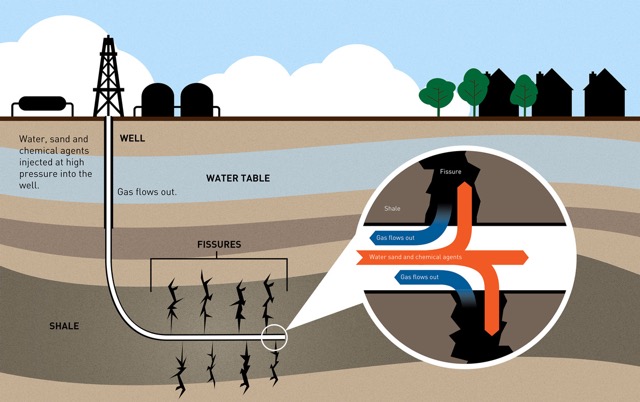 Water, sand and
chemical agents
injected at high
pressure into the
well.
WELL
Gas flows out.
WATER TABLE
FISSURES
SHALE
Fissure
Shale
Gas flows out
Water sand and chemical agents
Gas flows out